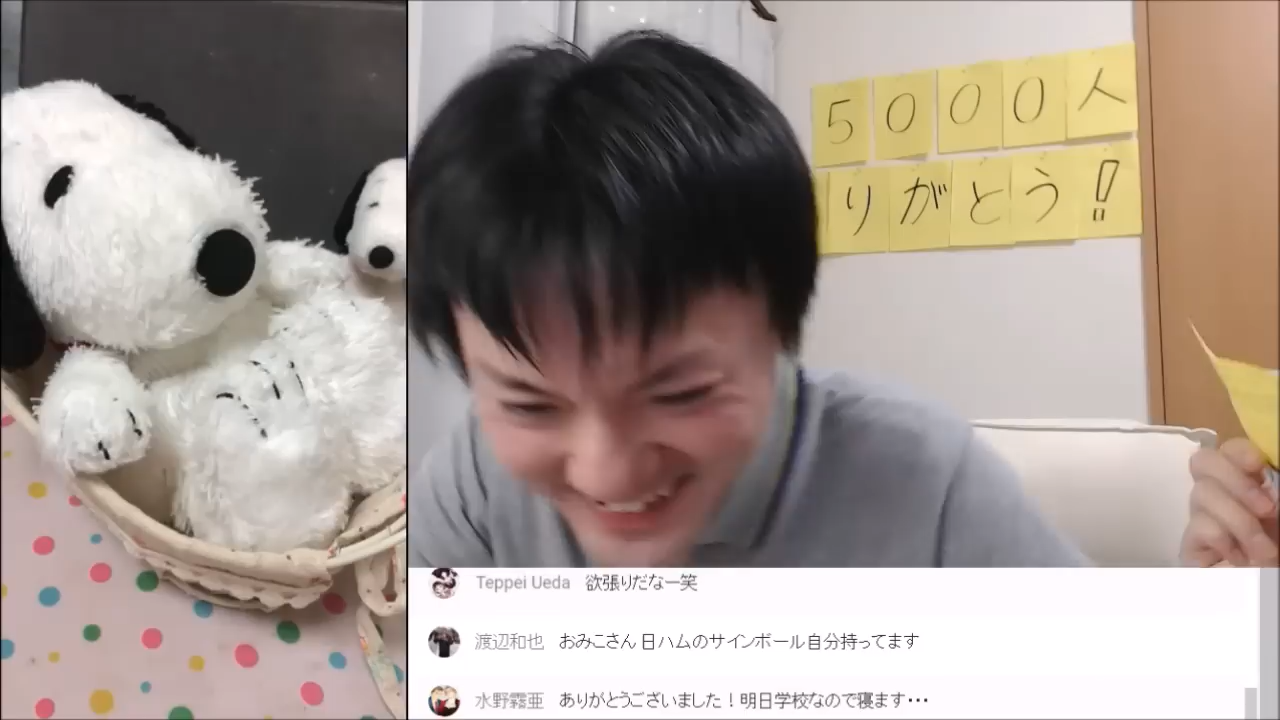 5000人
りがとう!
Teppei Ueda 欲張りだなー笑
渡辺和也 おみこさん 日ハムのサインボール自分持ってます
水野霧亜 ありがとうございました！明日学校なので寝ます・・・